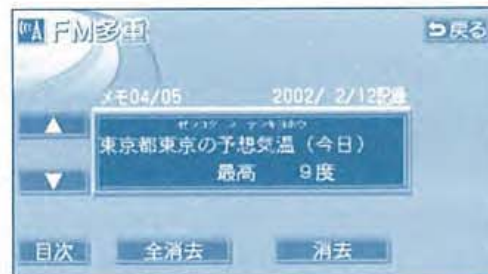 FM多重 戻る
メモ04/05 2002/ 2/12記録
東京都東京の予想気温（今日）
最高 9度
目次 全消去 消去